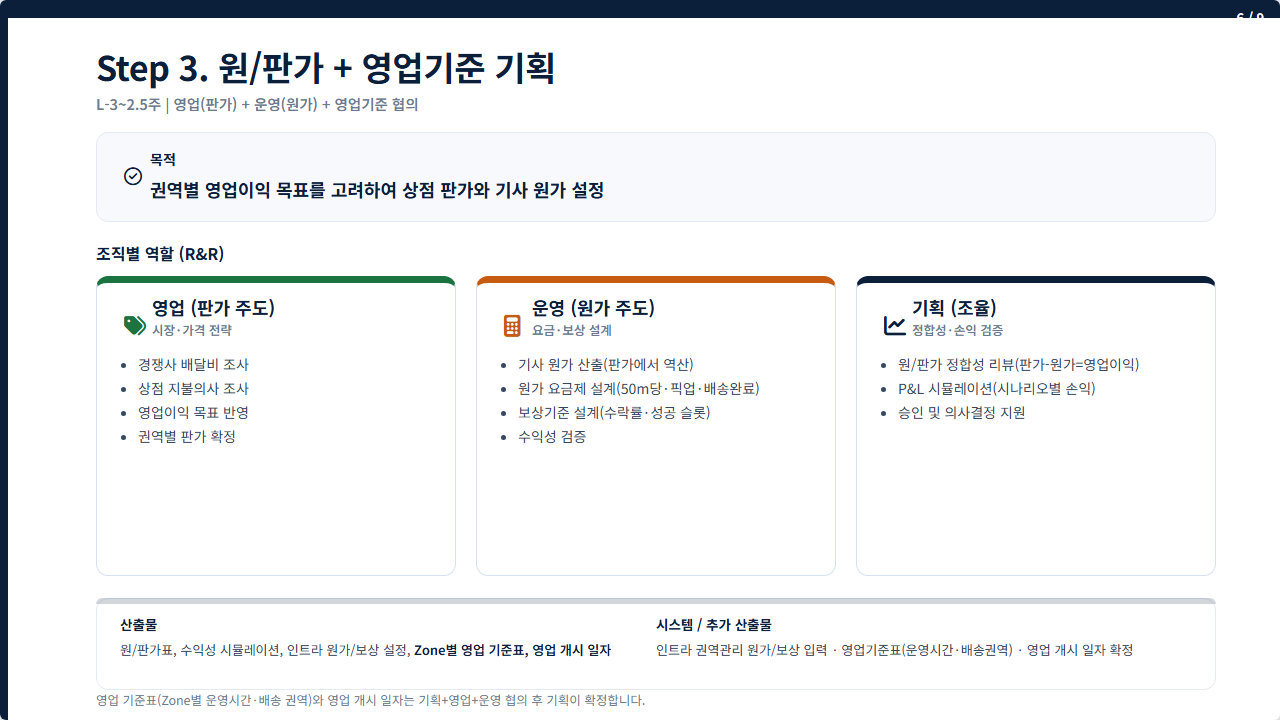 6 / 9
Step 3. 원/판가 + 영업기준 기획
L-3~2.5주 | 영업(판가) + 운영(원가) + 영업기준 협의
목적
권역별 영업이익 목표를 고려하여 상점 판가와 기사 원가 설정
조직별 역할 (R&R)
영업 (판가 주도)
시장·가격 전략
• 경쟁사 배달비 조사
• 상점 지불의사 조사
• 영업이익 목표 반영
• 권역별 판가 확정
운영 (원가 주도)
요금·보상 설계
• 기사 원가 산출(판가에서 역산)
• 원가 요금제 설계(50m당·픽업·배송완료)
• 보상기준 설계(수락률·성공 슬롯)
• 수익성 검증
기획 (조율)
정합성·손익 검증
• 원/판가 정합성 리뷰(판가-원가=영업이익)
• P&L 시뮬레이션(시나리오별 손익)
• 승인 및 의사결정 지원
산출물
원/판가표, 수익성 시뮬레이션, 인트라 원가/보상 설정, Zone별 영업 기준표, 영업 개시 일자
시스템 / 추가 산출물
인트라 권역관리 원가/보상 입력 · 영업기준표(운영시간·배송권역) · 영업 개시 일자 확정
영업 기준표(Zone별 운영시간·배송 권역)와 영업 개시 일자는 기획+영업+운영 협의 후 기획이 확정합니다.